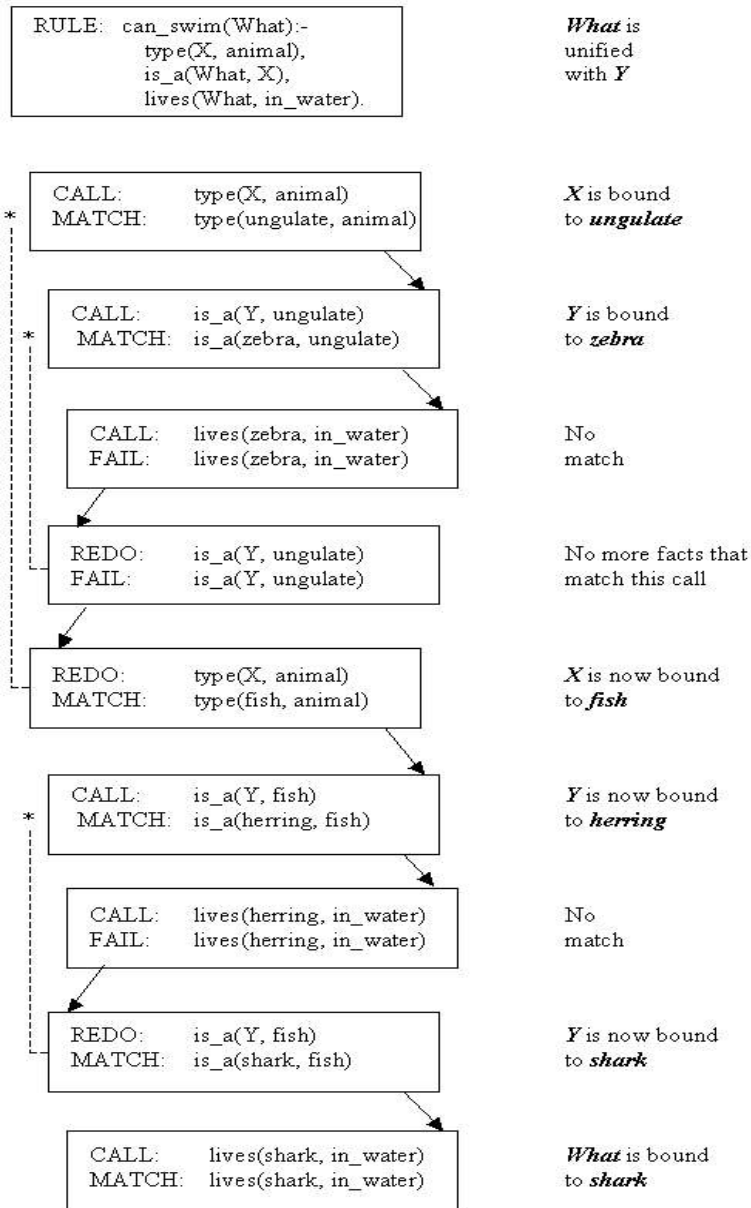 RULE: can_swim(What):- What is
type(X, animal), unified
is_a(What, X), with Y
lives(What, in_water).
CALL: type(X, animal) X is bound
* MATCH: type(ungulate, animal) to ungulate
CALL: is_a(Y, ungulate) Y is bound
* MATCH: is_a(zebra, ungulate) to zebra
CALL: lives(zebra, in_water) No
FAIL: lives(zebra, in_water) match
REDO: is_a(Y, ungulate) No more facts that
FAIL: is_a(Y, ungulate) match this call
REDO: type(X, animal) X is now bound
MATCH: type(fish, animal) to fish
CALL: is_a(Y, fish) Y is now bound
* MATCH: is_a(herring, fish) to herring
CALL: lives(herring, in_water) No
FAIL: lives(herring, in_water) match
REDO: is_a(Y, fish) Y is now bound
MATCH: is_a(shark, fish) to shark
CALL: lives(shark, in_water) What is bound
MATCH: lives(shark, in_water) to shark